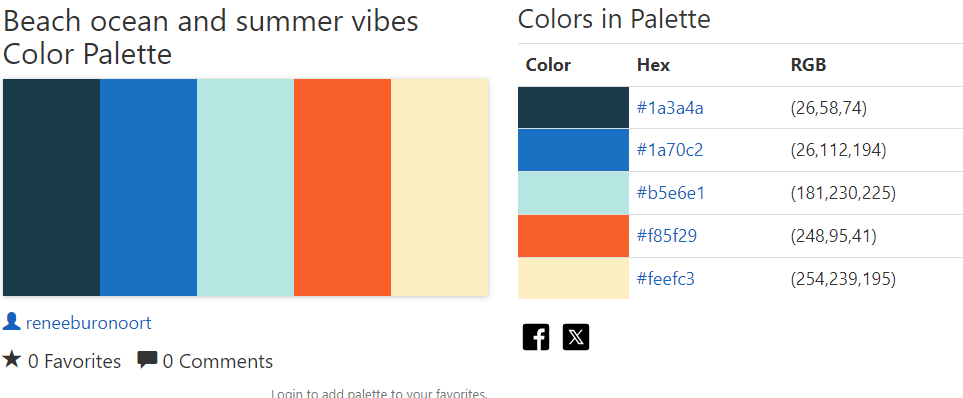 Beach ocean and summer vibes
Color Palette
reneeburonoort
0 Favorites 0 Comments
Login to add palette to your favorites.
Colors in Palette
Color Hex RGB
#1a3a4a (26,58,74)
#1a70c2 (26,112,194)
#b5e6e1 (181,230,225)
#f85f29 (248,95,41)
#feefc3 (254,239,195)